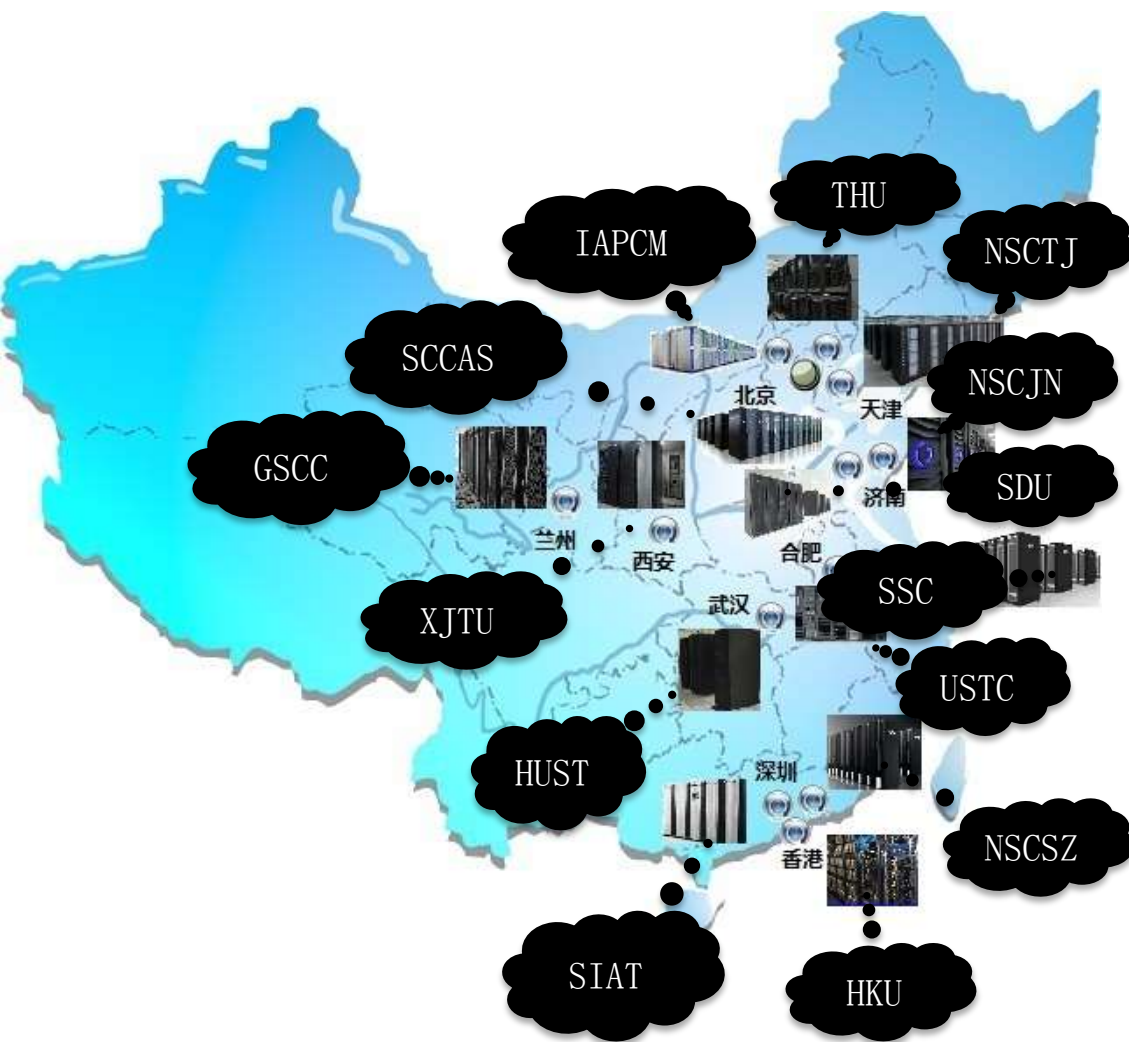 THU
IAPCM
NSCTJ
SCCAS
北京
天津
NSCJN
GSCC
济南
SDU
兰州
西安
合肥
SSC
武汉
XJTU
USTC
HUST
深圳
NSCSZ
香港
SIAT
HKU